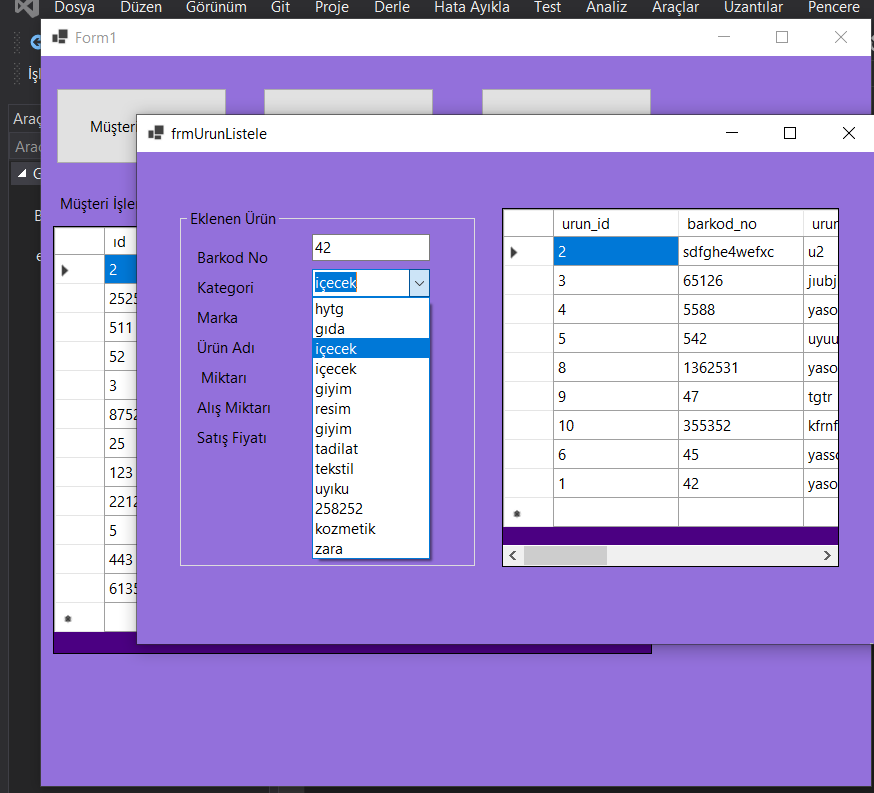 Dosya Düzen Görünüm Git Proje Derle Hata Ayıkla Test Analiz Araçlar Uzantılar Pencere
Form1
İşl
Araç
Müşter
frmUrunListele
Arac
G
Müşteri İşle
B
e
ıd
2
2525
511
52
3
8752
25
123
2212
5
443
6135
Eklenen Ürün
Barkod No 42
Kategori içecek
Marka
Ürün Adı
Miktarı
Alış Miktarı
Satış Fiyatı
hytg
gıda
içecek
içecek
giyim
resim
giyim
tadilat
tekstil
uyıku
258252
kozmetik
zara
urun_id barkod_no urun
2 sdfghe4wefxc u2
3 65126 jıubj
4 5588 yaso
5 542 uyuu
8 1362531 yaso
9 47 tgtr
10 355352 kfrnf
6 45 yasso
1 42 yaso